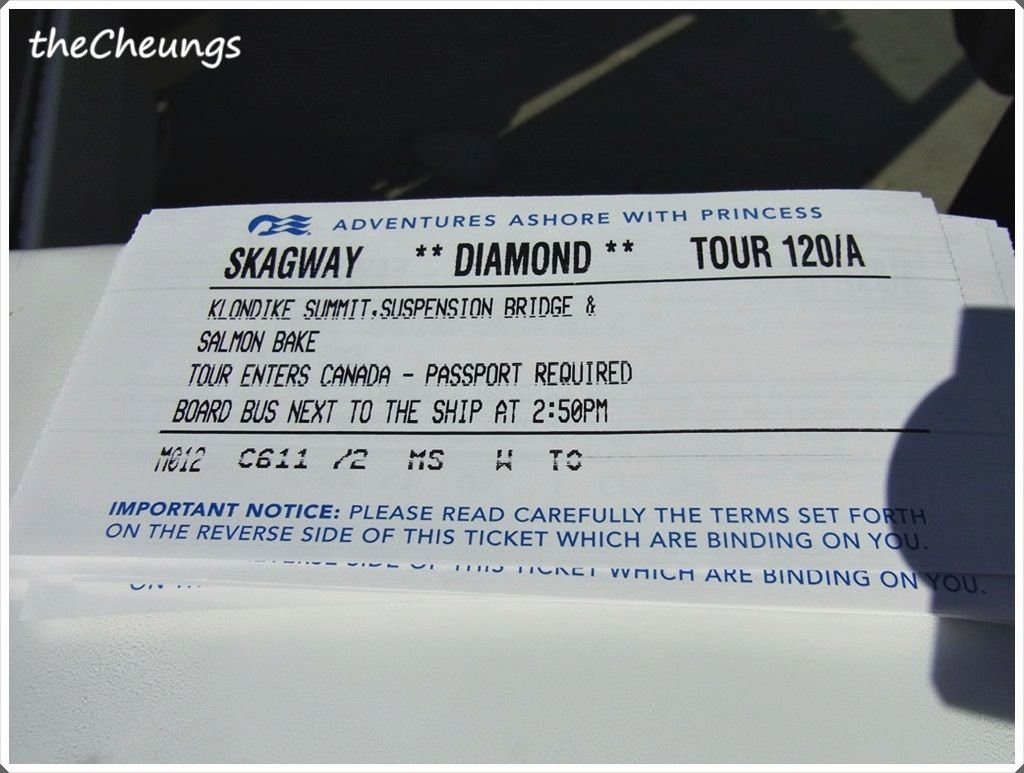 theCheungs
ADVENTURES ASHORE WITH PRINCESS
SKAGWAY ** DIAMOND ** TOUR 120/A
KLONDIKE SUMMIT,SUSPENSION BRIDGE &
SALMON BAKE
TOUR ENTERS CANADA - PASSPORT REQUIRED
BOARD BUS NEXT TO THE SHIP AT 2:50PM
M012 C611 /2 MS W TO
IMPORTANT NOTICE: PLEASE READ CAREFULLY THE TERMS SET FORTH
ON THE REVERSE SIDE OF THIS TICKET WHICH ARE BINDING ON YOU.
SIDE OF THIS TICKET WHICH ARE BINDING ON YOU.